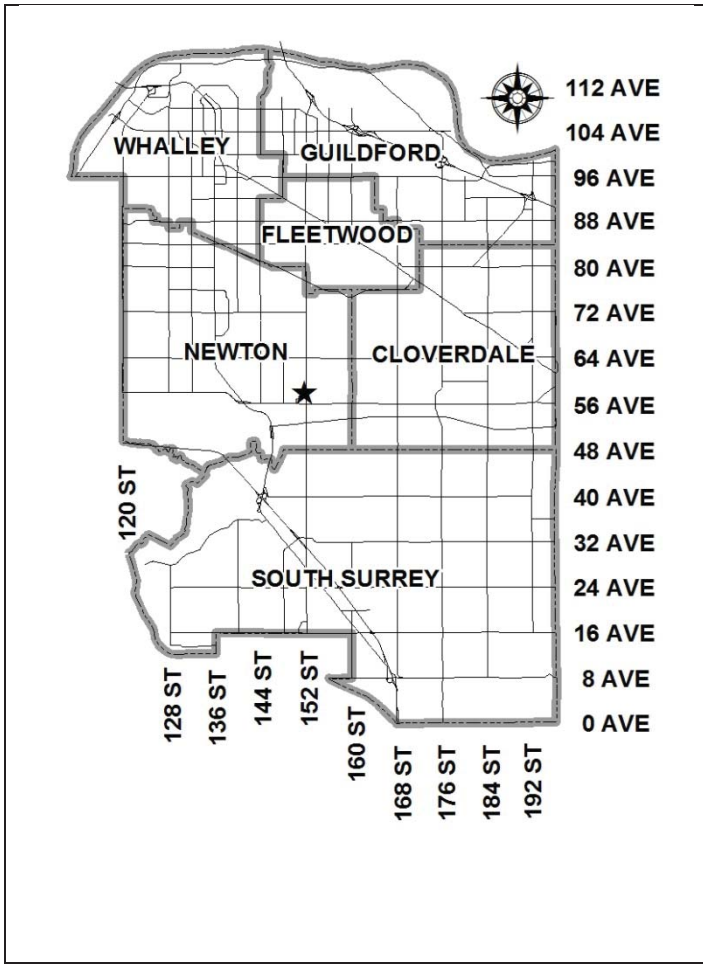 112 AVE
104 AVE
WHALLEY
GUILDFORD
96 AVE
88 AVE
FLEETWOOD
80 AVE
72 AVE
NEWTON
CLOVERDALE
64 AVE
56 AVE
48 AVE
120 ST
40 AVE
32 AVE
SOUTH SURREY
24 AVE
16 AVE
128 ST
136 ST
144 ST
152 ST
8 AVE
160 ST
0 AVE
168 ST
176 ST
184 ST
192 ST